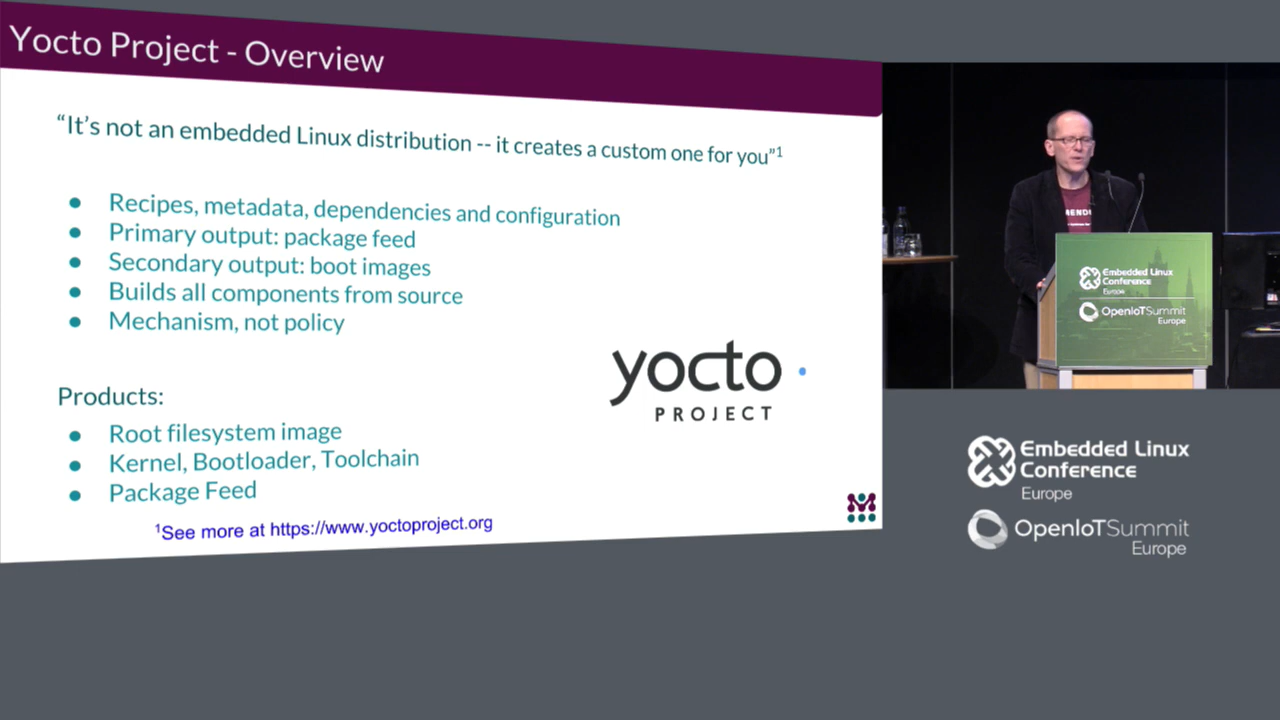 Yocto Project - Overview
“It’s not an embedded Linux distribution -- it creates a custom one for you”1
● Recipes, metadata, dependencies and configuration
● Primary output: package feed
● Secondary output: boot images
● Builds all components from source
● Mechanism, not policy
yocto
PROJECT
Products:
● Root filesystem image
● Kernel, Bootloader, Toolchain
● Package Feed
1See more at https://www.yoctoproject.org
Embedded Linux
Conference
Europe
OpenIoTSummit
Europe
Embedded Linux
Conference
Europe
OpenIoTSummit
Europe